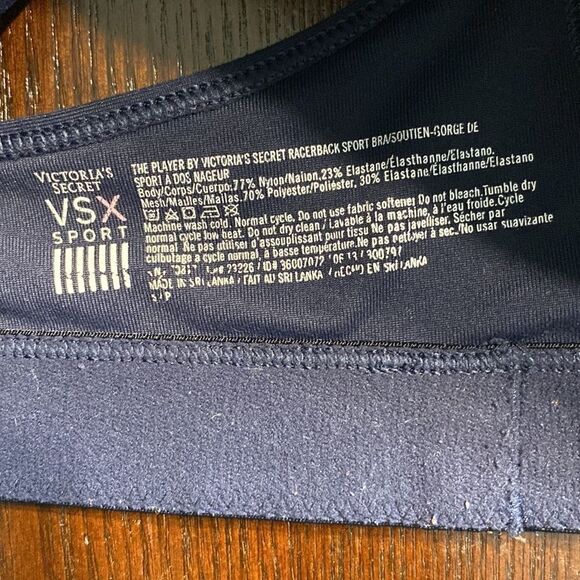 VICTORIA'S
SECRET
VSX
SPORT
THE PLAYER BY VICTORIA'S SECRET RACERBACK SPORT BRA/SOUTIEN-GORGE DE
SPORT À DOS NAGEUR
Body/Corps/Cuerpo. 77% Nylon/Nailon. 23% Elastane/Élasthanne/Elastano.
Mesh/Mailles/Mallas. 70% Polyester/Poliéster. 30% Elastane/Élasthanne/Elastano
Machine wash cold. Normal cycle. Do not use fabric softener. Do not bleach. Tumble dry
normal cycle low heat. Do not dry clean / Lavable à la machine, à l'eau froide. Cycle
normal. Ne pas utiliser d'assouplissant pour tissu Ne pas javeliser. Sécher par
culbutage a cycle normal, à basse température. Ne pas nettoyer à sec./No usar suavizante
23226 / ID# 36007072
MADE IN SRI LANKA / FAIT AU SRI LANKA / HECHO EN SRI LANKA